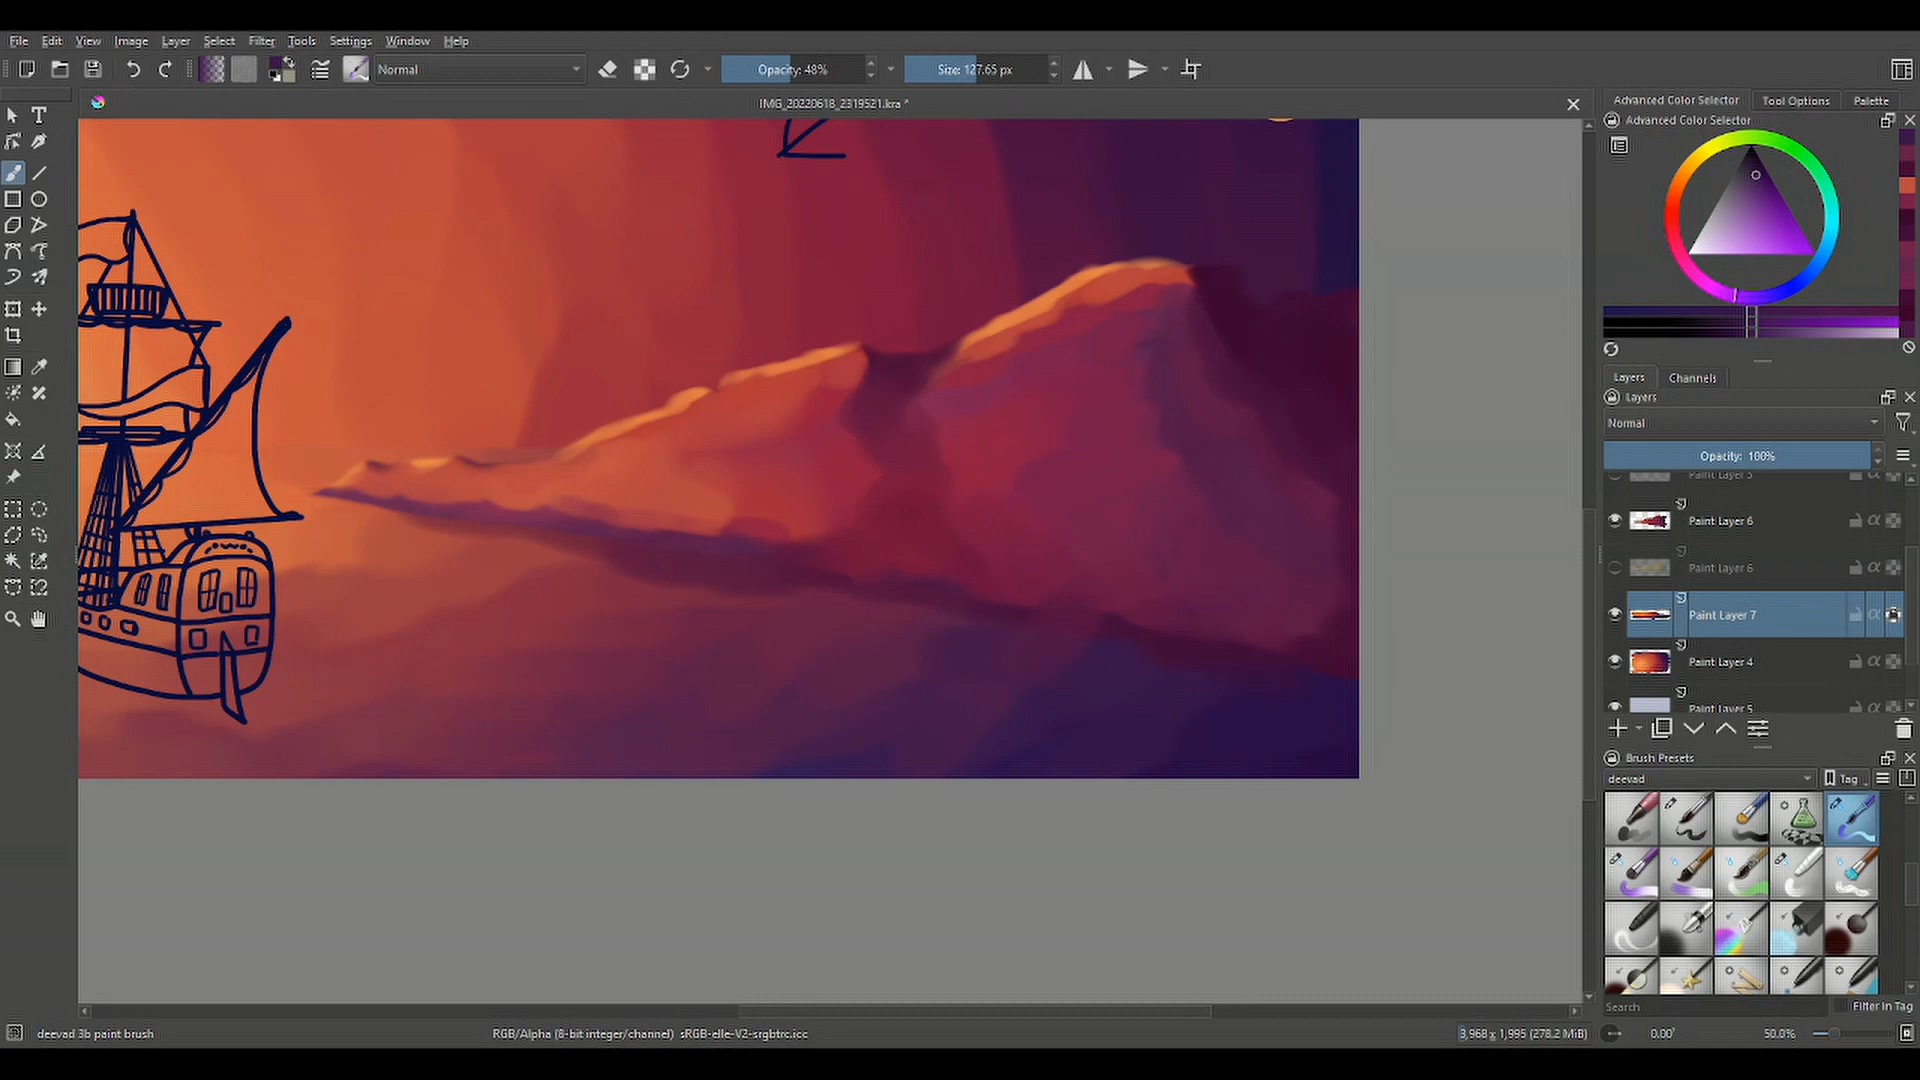 File Edit View Image Layer Select Filter Tools Settings Window Help
Normal
Opacity: 48%
Size: 127.65 px
IMG_20220618_2319521.kra *
Advanced Color Selector Tool Options Palette
Advanced Color Selector
Layers Channels
Layers
Normal
Opacity: 100%
Paint Layer 6
Paint Layer 6
Paint Layer 7
Paint Layer 4
Paint Layer 5
Brush Presets
deevad
Tag
Search
Filter in Tag
deevad 3b paint brush
RGB/Alpha (8-bit integer/channel) sRGB-elle-V2-srgbtrc.icc
3,968 x 1,995 (278.2 MiB)
0.00°
50.0%